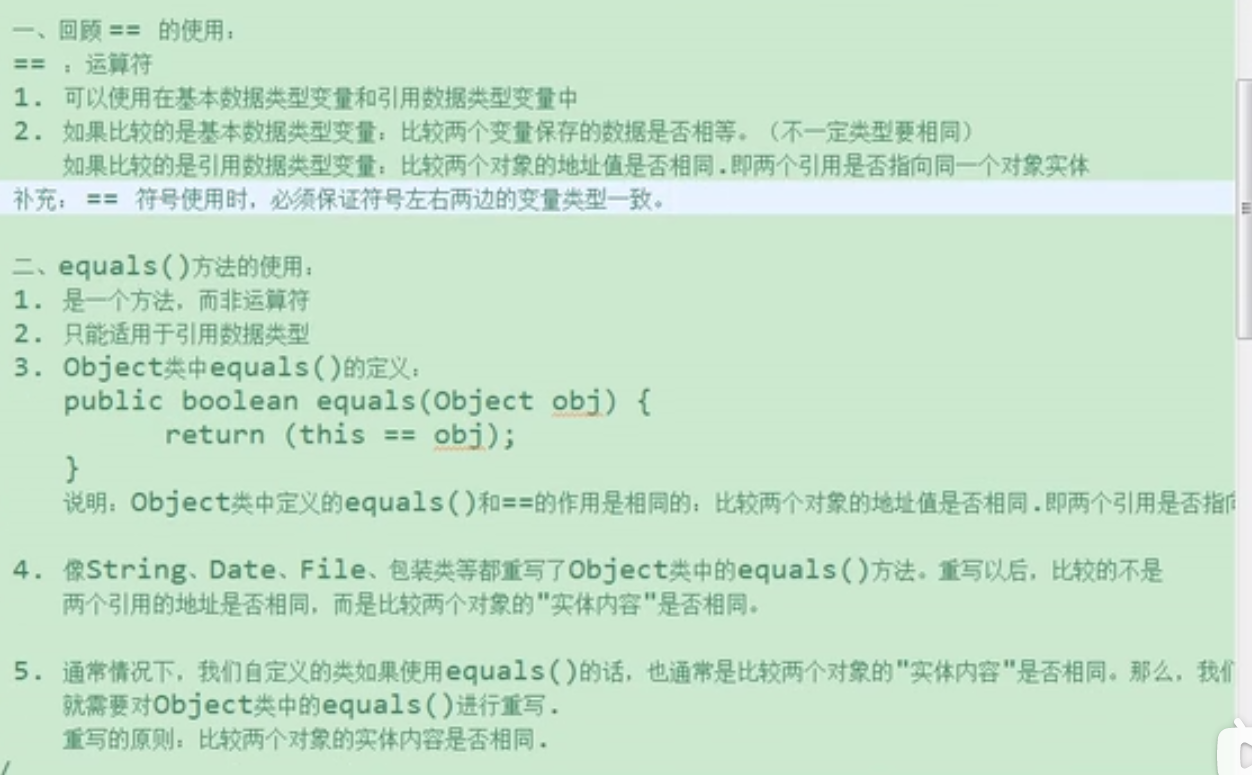 一、回顾 == 的使用：
== ：运算符
1. 可以使用在基本数据类型变量和引用数据类型变量中
2. 如果比较的是基本数据类型变量：比较两个变量保存的数据是否相等。（不一定类型要相同）
如果比较的是引用数据类型变量：比较两个对象的地址值是否相同.即两个引用是否指向同一个对象实体
补充： == 符号使用时，必须保证符号左右两边的变量类型一致。
二、equals()方法的使用：
1. 是一个方法，而非运算符
2. 只能适用于引用数据类型
3. Object类中equals()的定义：
public boolean equals(Object obj) {
return (this == obj);
}
说明：Object类中定义的equals()和==的作用是相同的：比较两个对象的地址值是否相同.即两个引用是否指向
4. 像String、Date、File、包装类等都重写了Object类中的equals()方法。重写以后，比较的不是
两个引用的地址是否相同，而是比较两个对象的"实体内容"是否相同。
5. 通常情况下，我们自定义的类如果使用equals()的话，也通常是比较两个对象的"实体内容"是否相同。那么，我们
就需要对Object类中的equals()进行重写.
重写的原则：比较两个对象的实体内容是否相同.
/